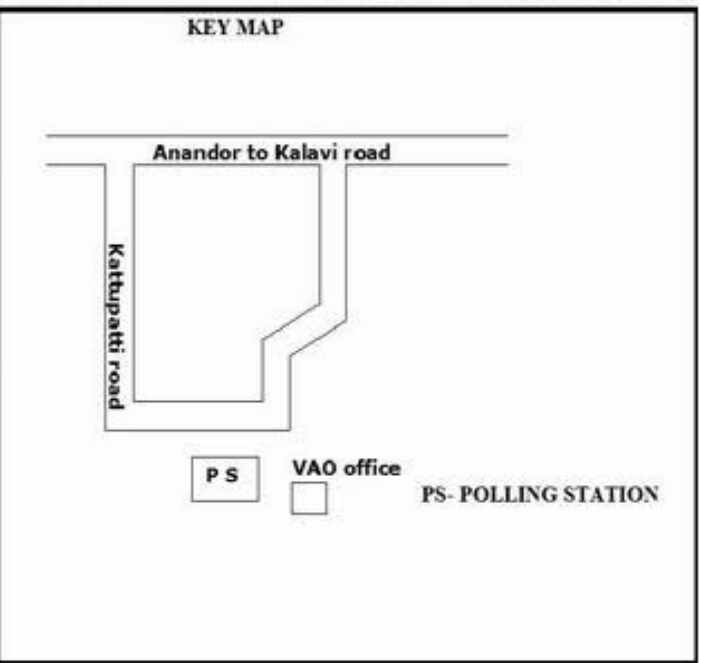 KEY MAP
Anandor to Kalavi road
Kattupatti road
P S
VAO office
PS- POLLING STATION